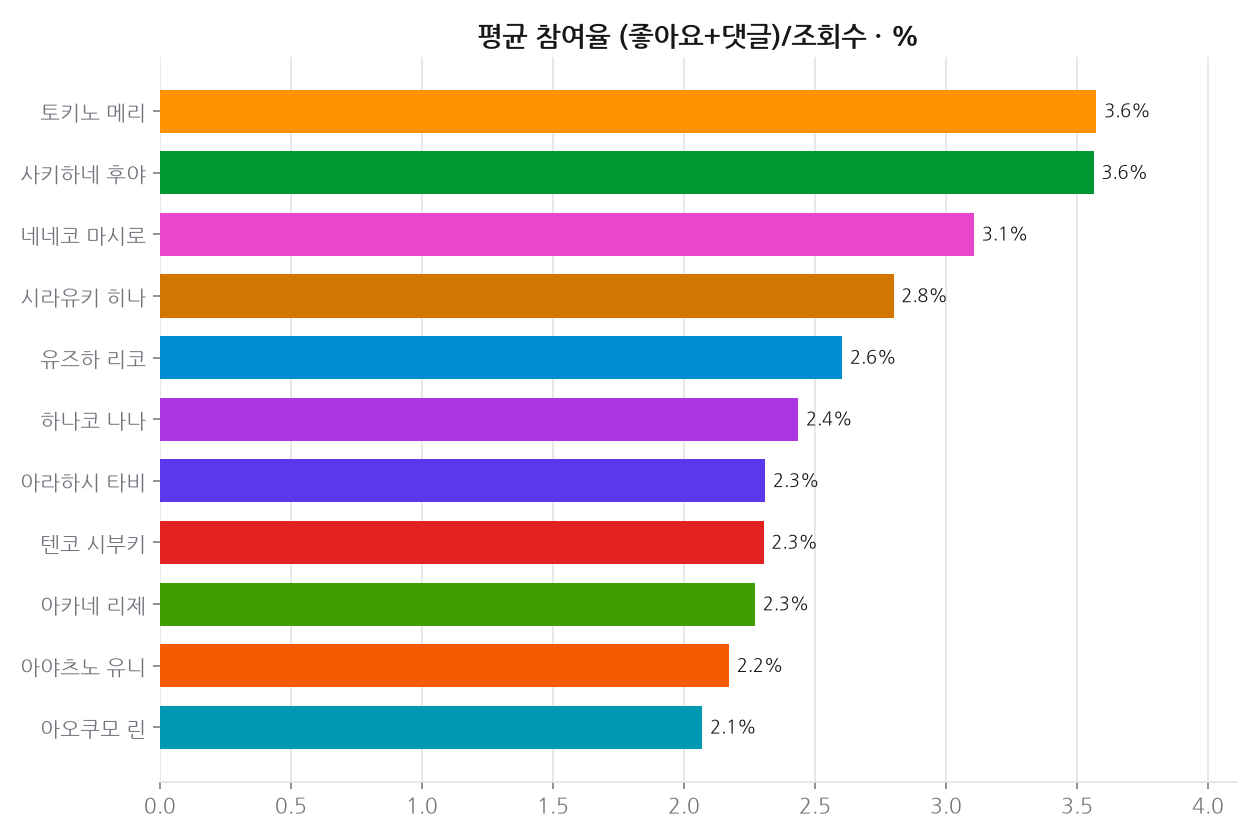 평균 참여율 (좋아요+댓글)/조회수 · %
토키노 메리 3.6%
사키하네 후야 3.6%
네네코 마시로 3.1%
시라유키 히나 2.8%
유즈하 리코 2.6%
하나코 나나 2.4%
아라하시 타비 2.3%
텐코 시부키 2.3%
아카네 리제 2.3%
아야츠노 유니 2.2%
아오쿠모 린 2.1%
0.0 0.5 1.0 1.5 2.0 2.5 3.0 3.5 4.0